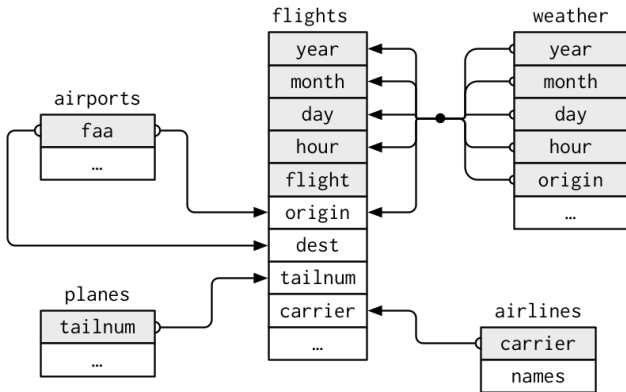 flights
year
month
day
hour
flight
origin
dest
tailnum
carrier
…
weather
year
month
day
hour
origin
…
airports
faa
…
planes
tailnum
…
airlines
carrier
names